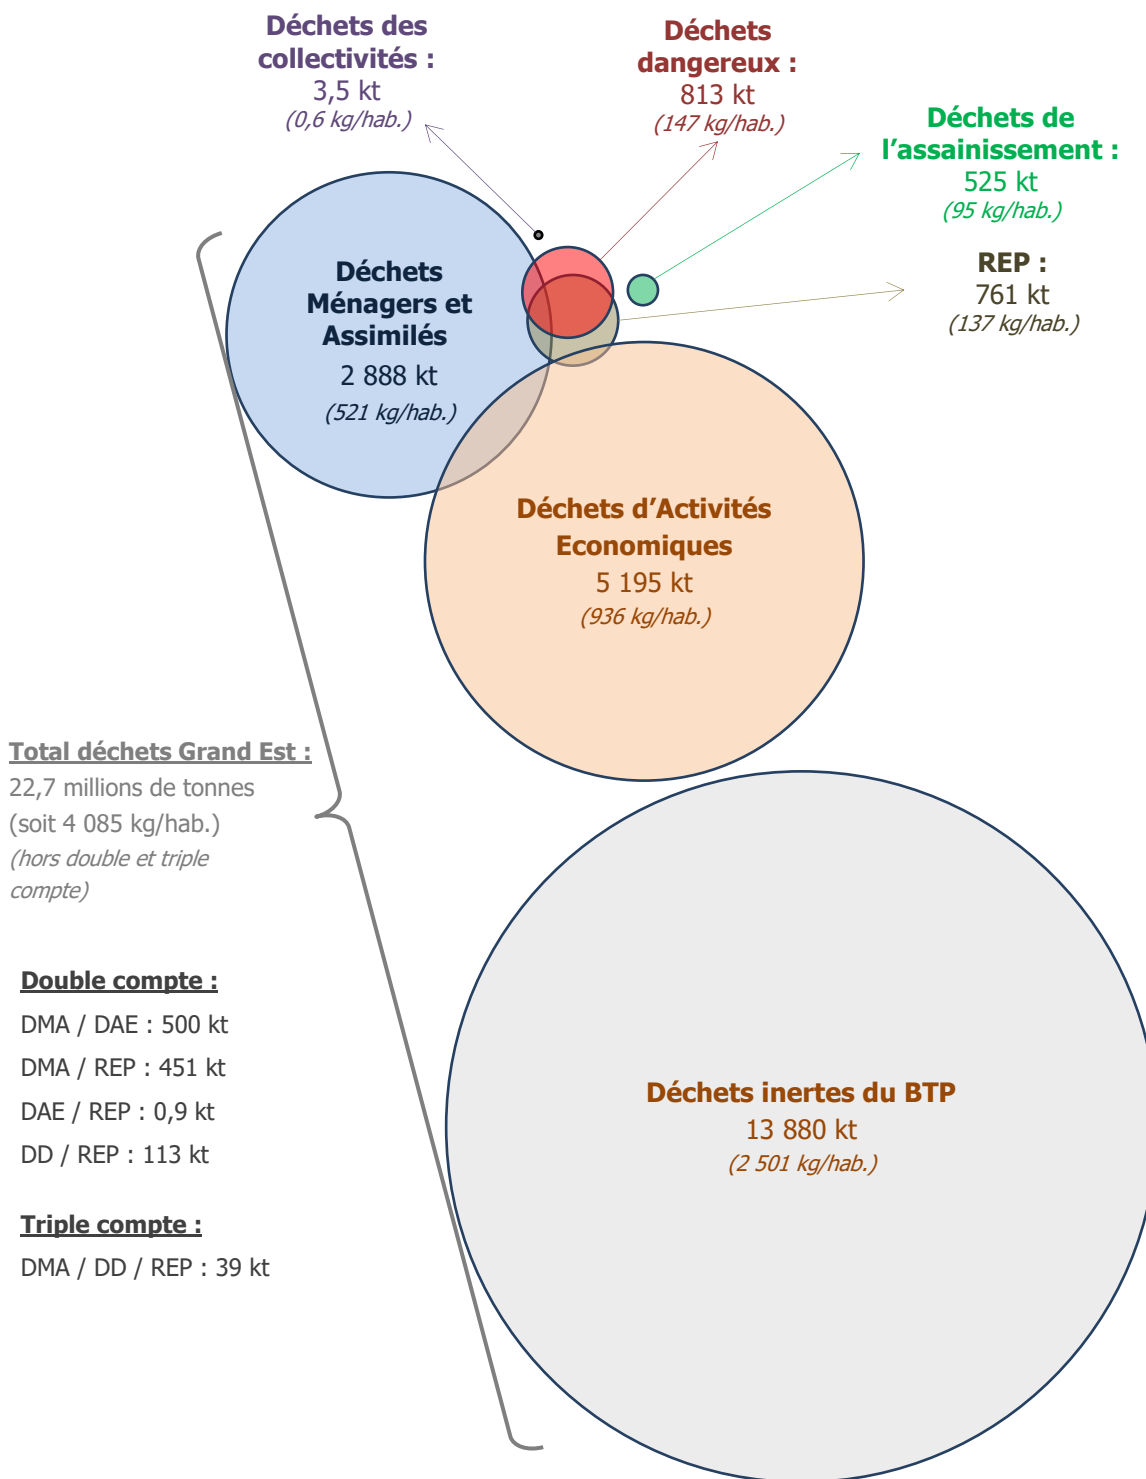 Déchets des
collectivités :
3,5 kt
(0,6 kg/hab.)
Déchets
dangereux :
813 kt
(147 kg/hab.)
Déchets de
l’assainissement :
525 kt
(95 kg/hab.)
REP :
761 kt
(137 kg/hab.)
Déchets
Ménagers et
Assimilés
2 888 kt
(521 kg/hab.)
Déchets d’Activités
Economiques
5 195 kt
(936 kg/hab.)
Total déchets Grand Est :
22,7 millions de tonnes
(soit 4 085 kg/hab.)
(hors double et triple
compte)
Double compte :
DMA / DAE : 500 kt
DMA / REP : 451 kt
DAE / REP : 0,9 kt
DD / REP : 113 kt
Triple compte :
DMA / DD / REP : 39 kt
Déchets inertes du BTP
13 880 kt
(2 501 kg/hab.)